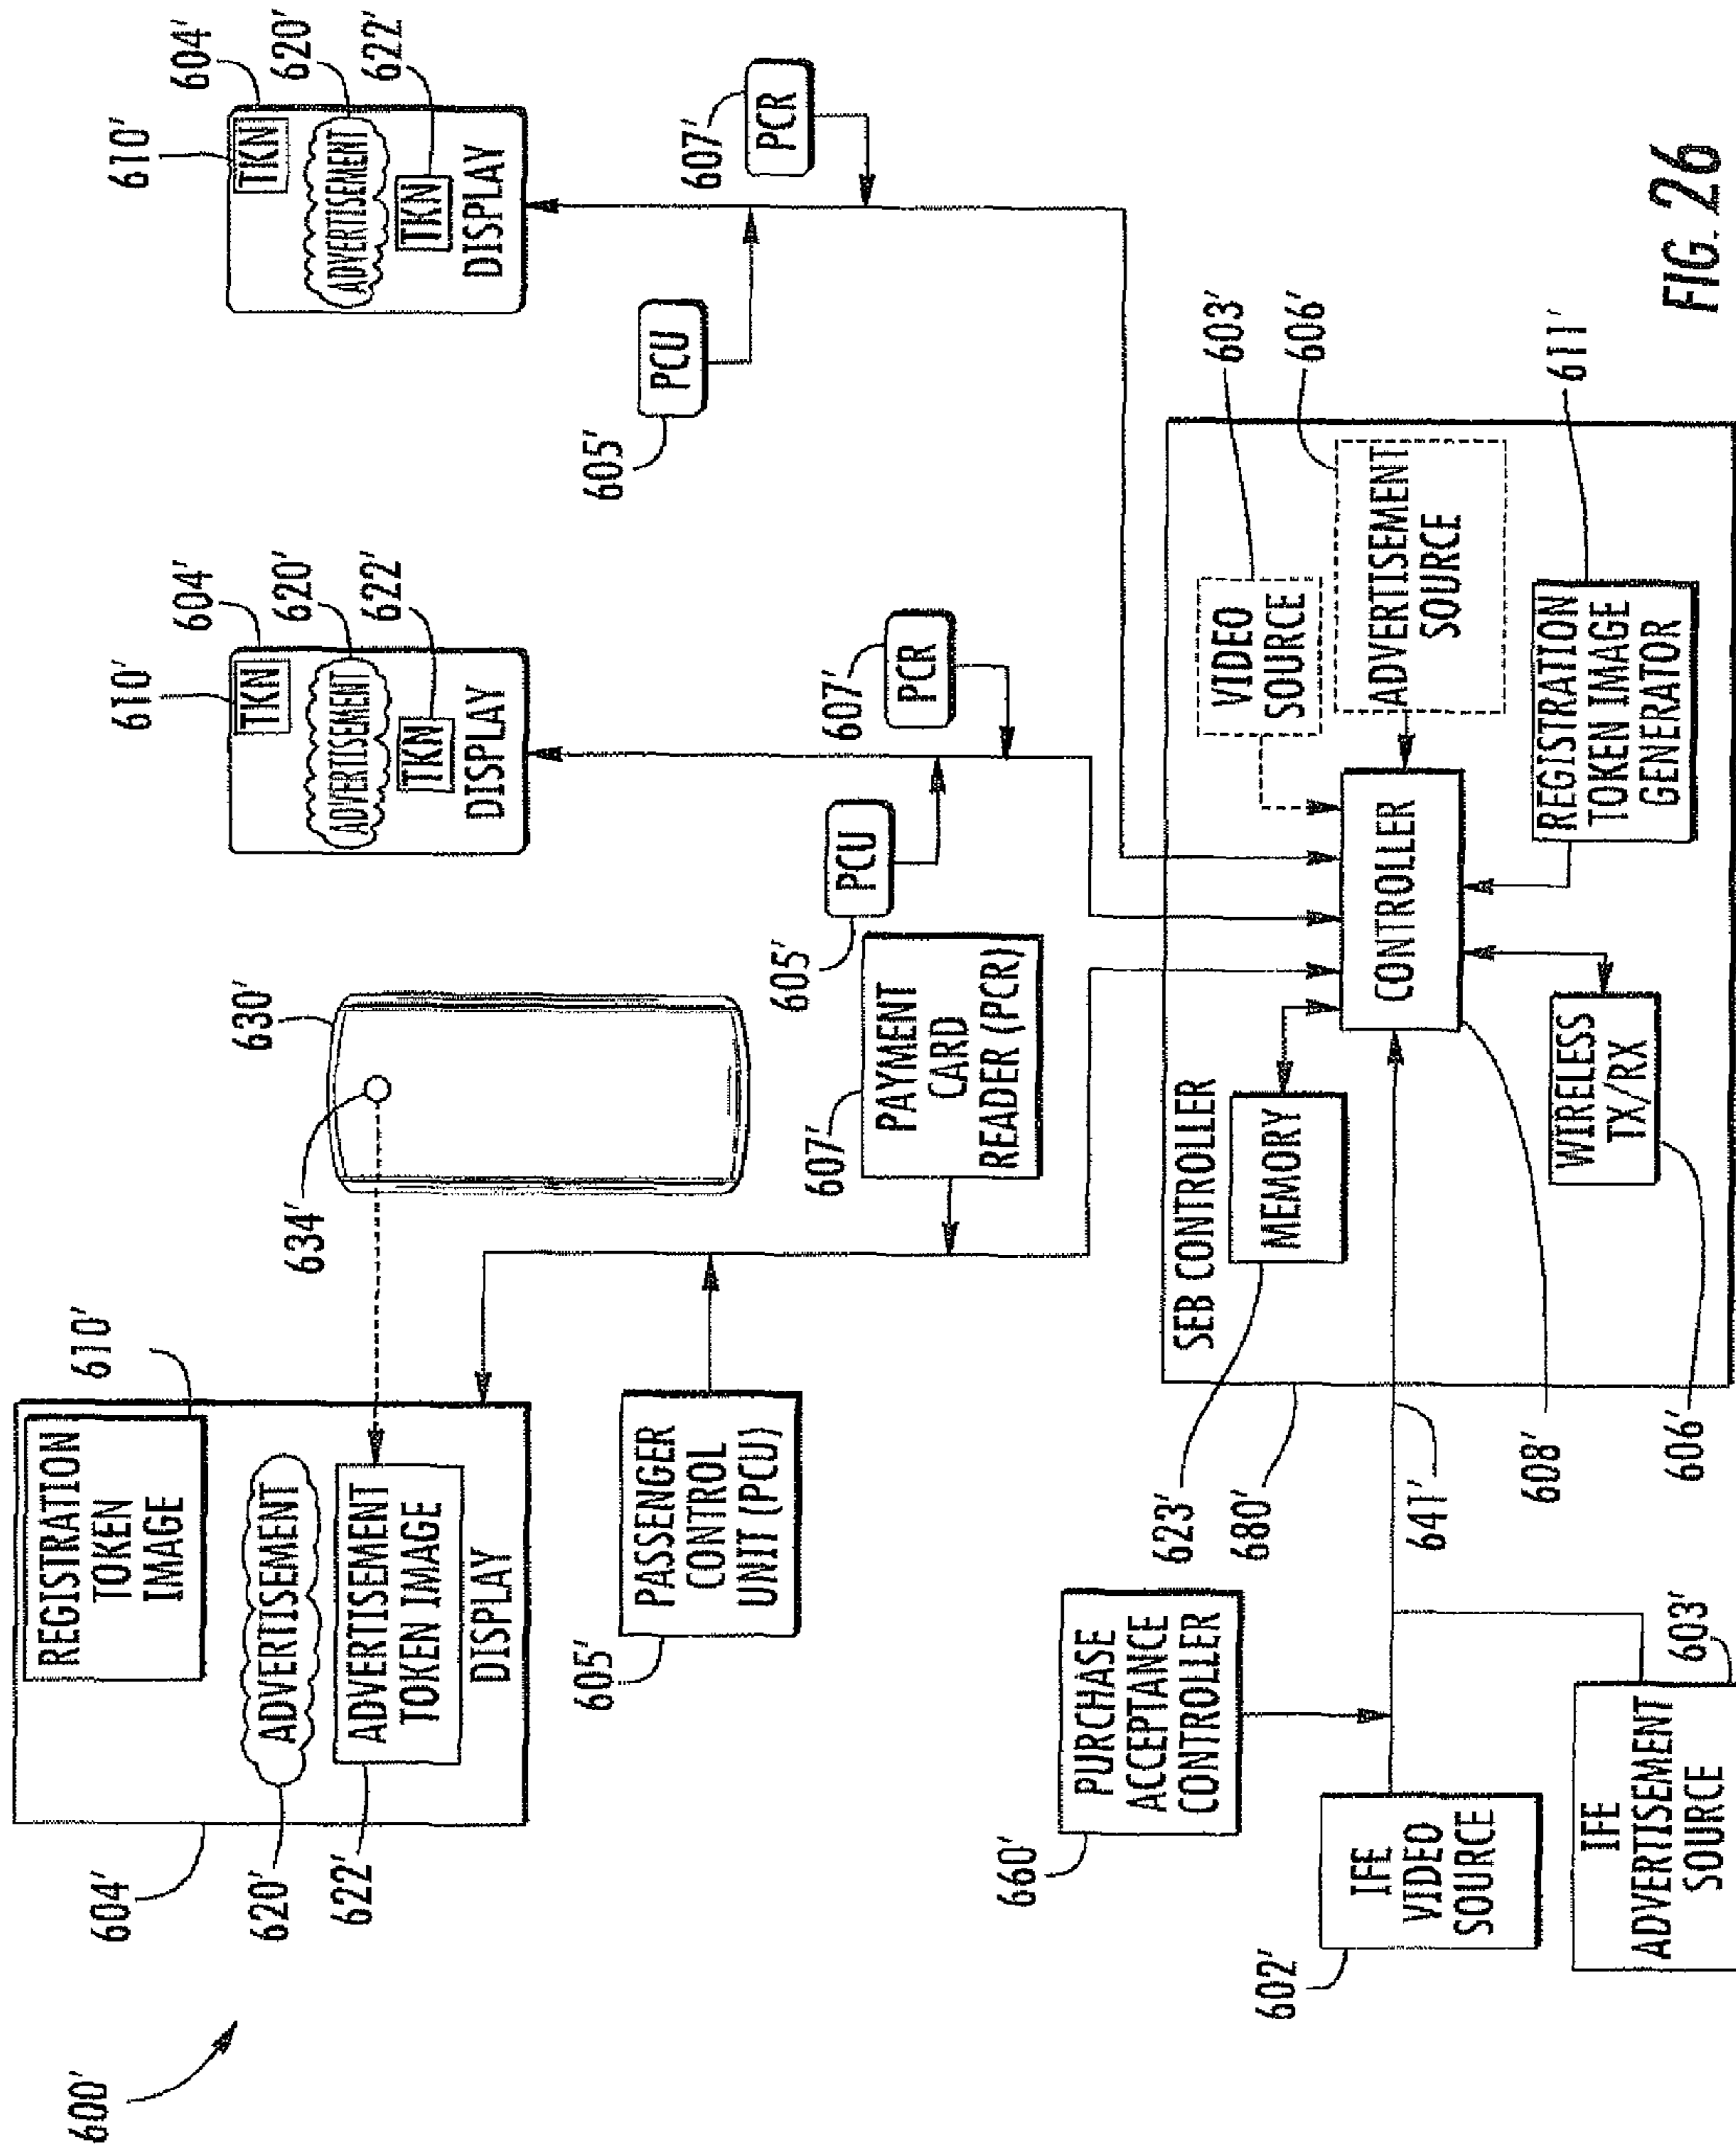 600'
604'
620'
622'
REGISTRATION
TOKEN
IMAGE
610'
ADVERTISEMENT
ADVERTISEMENT
TOKEN IMAGE
DISPLAY
634'
630'
605'
PASSENGER
CONTROL
UNIT (PCU)
607'
PAYMENT
CARD
READER (PCR)
610'
TKN
604'
620'
622'
ADVERTISEMENT
TKN
DISPLAY
605'
PCU
607'
PCR
610'
TKN
604'
620'
622'
ADVERTISEMENT
TKN
DISPLAY
605'
PCU
607'
PCR
660'
PURCHASE
ACCEPTANCE
CONTROLLER
602'
IFE
VIDEO
SOURCE
IFE
ADVERTISEMENT
SOURCE
603'
641'
680'
623'
SEB CONTROLLER
MEMORY
CONTROLLER
608'
WIRELESS
TX/RX
606'
VIDEO
SOURCE
603'
ADVERTISEMENT
SOURCE
606'
REGISTRATION
TOKEN IMAGE
GENERATOR
611'
FIG. 26